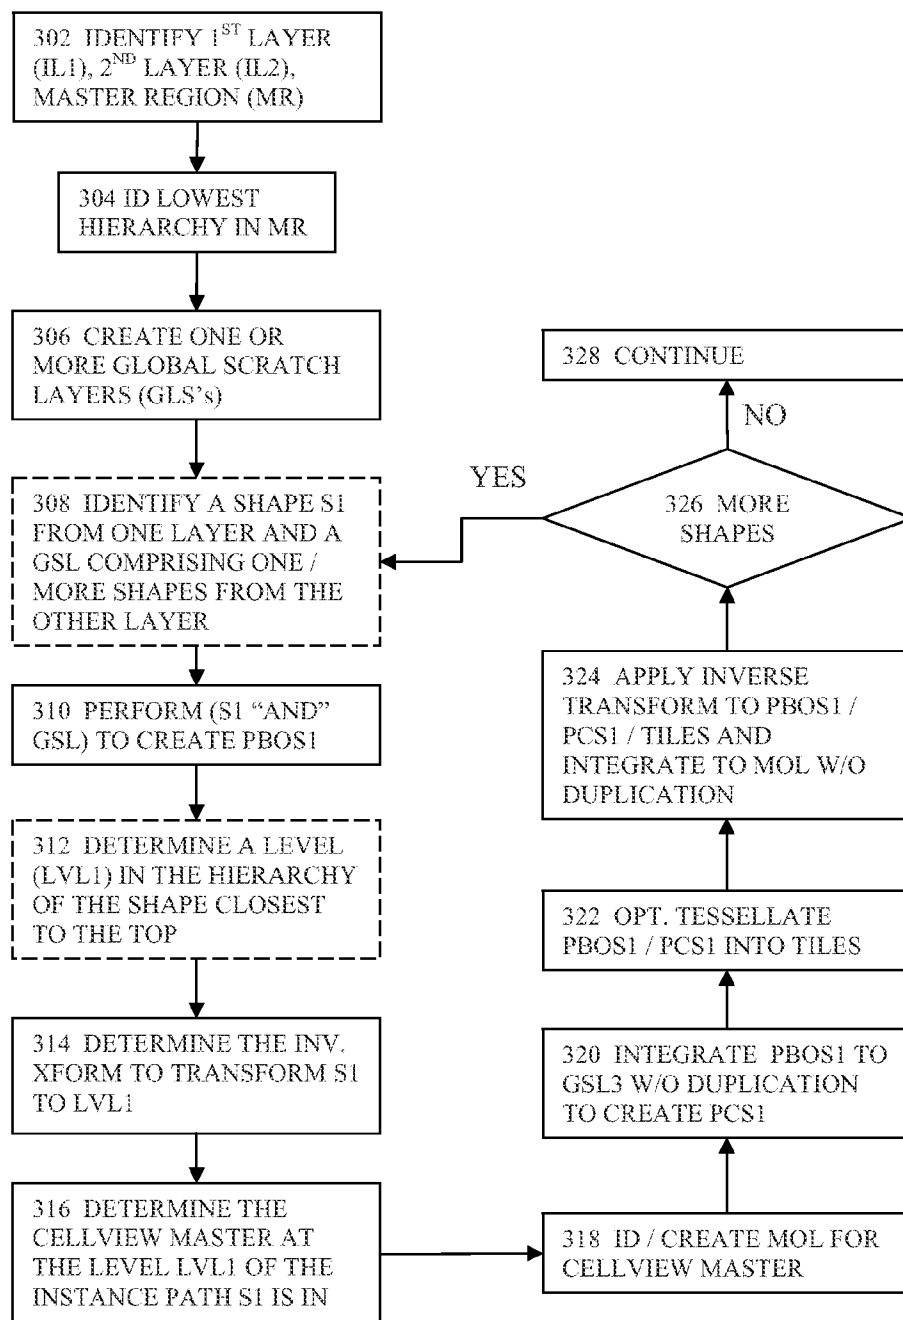 302 IDENTIFY 1ST LAYER
(IL1), 2ND LAYER (IL2),
MASTER REGION (MR)
304 ID LOWEST
HIERARCHY IN MR
306 CREATE ONE OR
MORE GLOBAL SCRATCH
LAYERS (GLS's)
308 IDENTIFY A SHAPE S1
FROM ONE LAYER AND A
GSL COMPRISING ONE /
MORE SHAPES FROM THE
OTHER LAYER
310 PERFORM (S1 “AND”
GSL) TO CREATE PBOS1
312 DETERMINE A LEVEL
(LVL1) IN THE HIERARCHY
OF THE SHAPE CLOSEST
TO THE TOP
314 DETERMINE THE INV.
XFORM TO TRANSFORM S1
TO LVL1
316 DETERMINE THE
CELLVIEW MASTER AT
THE LEVEL LVL1 OF THE
INSTANCE PATH S1 IS IN
318 ID / CREATE MOL FOR
CELLVIEW MASTER
320 INTEGRATE PBOS1 TO
GSL3 W/O DUPLICATION
TO CREATE PCS1
322 OPT. TESSELLATE
PBOS1 / PCS1 INTO TILES
324 APPLY INVERSE
TRANSFORM TO PBOS1 /
PCS1 / TILES AND
INTEGRATE TO MOL W/O
DUPLICATION
326 MORE
SHAPES
YES
NO
328 CONTINUE